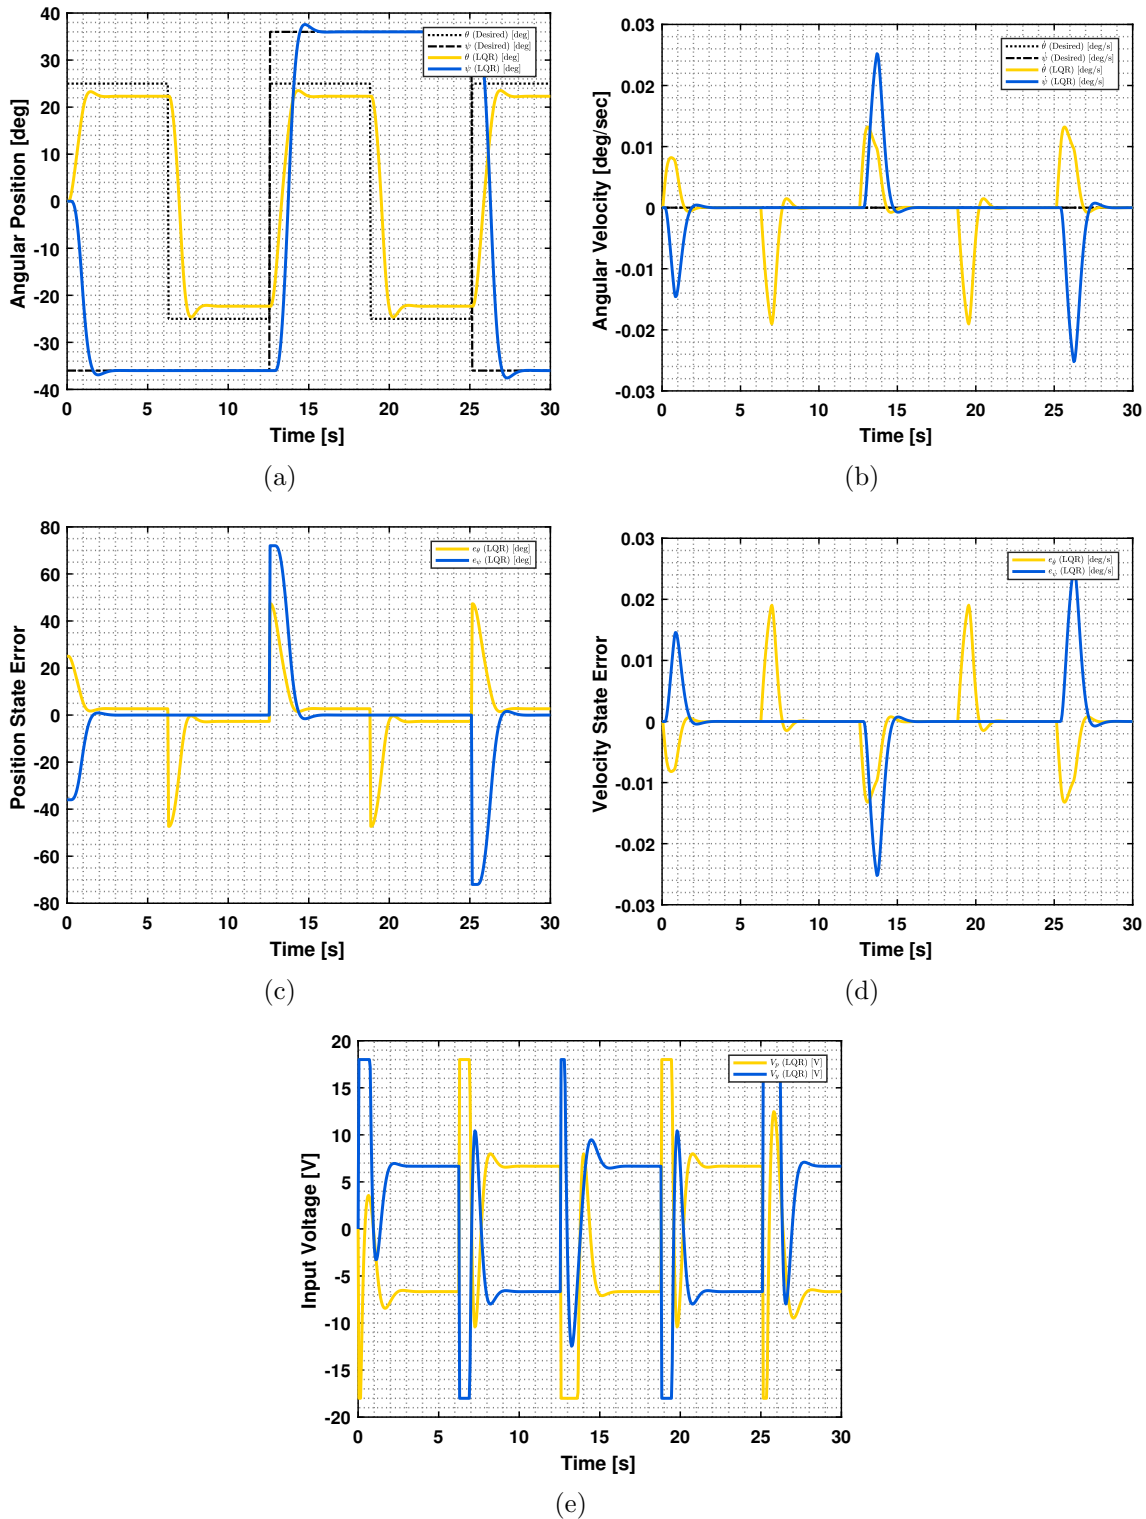 40
30
20
10
0
-10
-20
-30
-40
Angular Position [deg]
θ (Desired) [deg]
ψ (Desired) [deg]
θ (LQR) [deg]
ψ (LQR) [deg]
0 5 10 15 20 25 30
Time [s]
(a)
0.03
0.02
0.01
0
-0.01
-0.02
-0.03
Angular Velocity [deg/sec]
θ̇ (Desired) [deg/s]
ψ̇ (Desired) [deg/s]
θ̇ (LQR) [deg/s]
ψ̇ (LQR) [deg/s]
0 5 10 15 20 25 30
Time [s]
(b)
80
60
40
20
0
-20
-40
-60
-80
Position State Error
e_θ (LQR) [deg]
e_ψ (LQR) [deg]
0 5 10 15 20 25 30
Time [s]
(c)
0.03
0.02
0.01
0
-0.01
-0.02
-0.03
Velocity State Error
e_θ̇ (LQR) [deg/s]
e_ψ̇ (LQR) [deg/s]
0 5 10 15 20 25 30
Time [s]
(d)
20
15
10
5
0
-5
-10
-15
-20
Input Voltage [V]
V_p (LQR) [V]
V_y (LQR) [V]
0 5 10 15 20 25 30
Time [s]
(e)